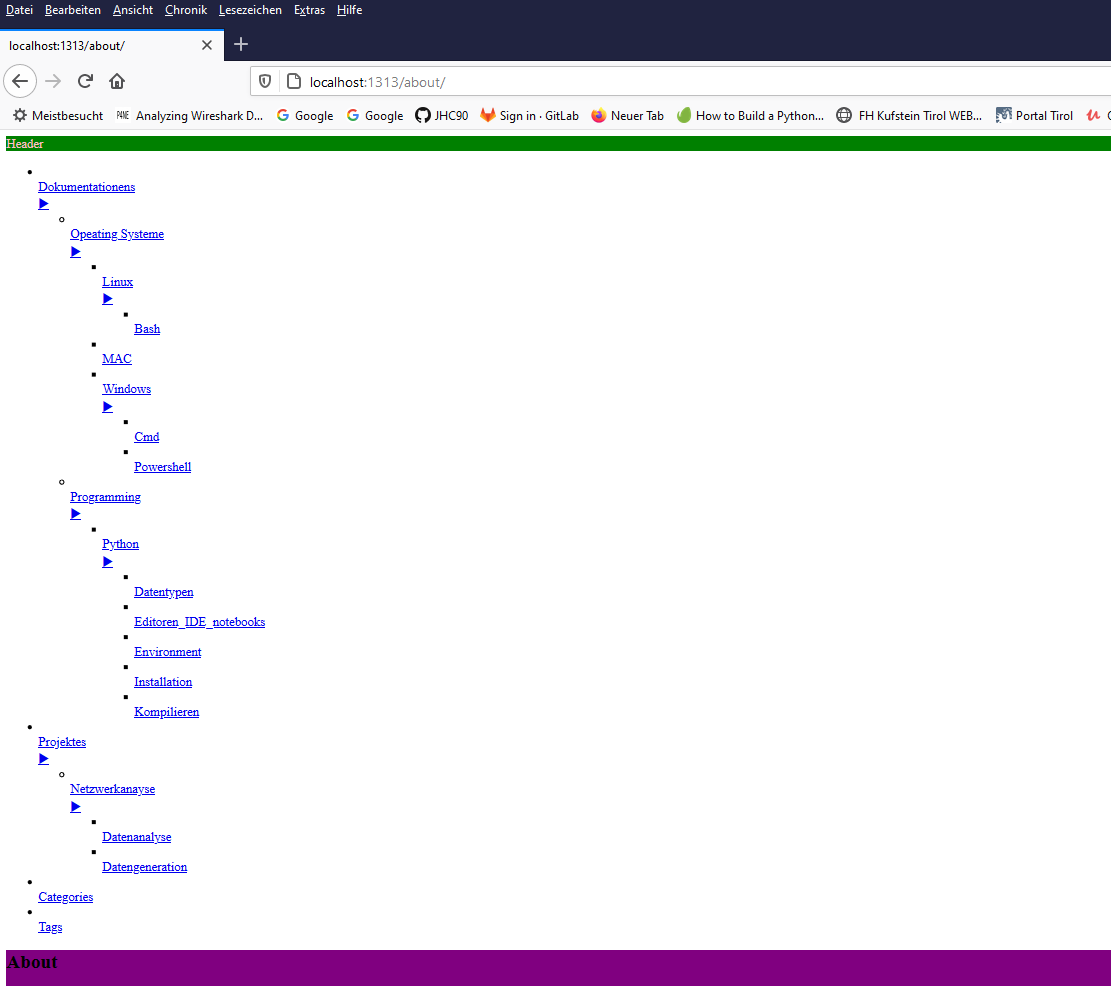 Datei Bearbeiten Ansicht Chronik Lesezeichen Extras Hilfe
localhost:1313/about/
localhost:1313/about/
Meistbesucht Analyzing Wireshark D... Google Google JHC90 Sign in · GitLab Neuer Tab How to Build a Python... FH Kufstein Tirol WEB... Portal Tirol
Header
Dokumentationens
Opeating Systeme
Linux
Bash
MAC
Windows
Cmd
Powershell
Programming
Python
Datentypen
Editoren_IDE_notebooks
Environment
Installation
Kompilieren
Projektes
Netzwerkanayse
Datenanalyse
Datengeneration
Categories
Tags
About